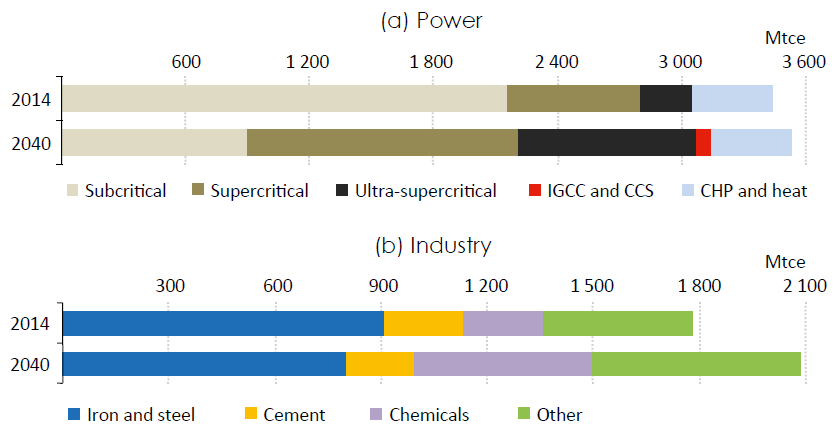 (a) Power
Mtce
600 1 200 1 800 2 400 3 000 3 600
2014
2040
Subcritical Supercritical Ultra-supercritical IGCC and CCS CHP and heat
(b) Industry
Mtce
300 600 900 1 200 1 500 1 800 2 100
2014
2040
Iron and steel Cement Chemicals Other